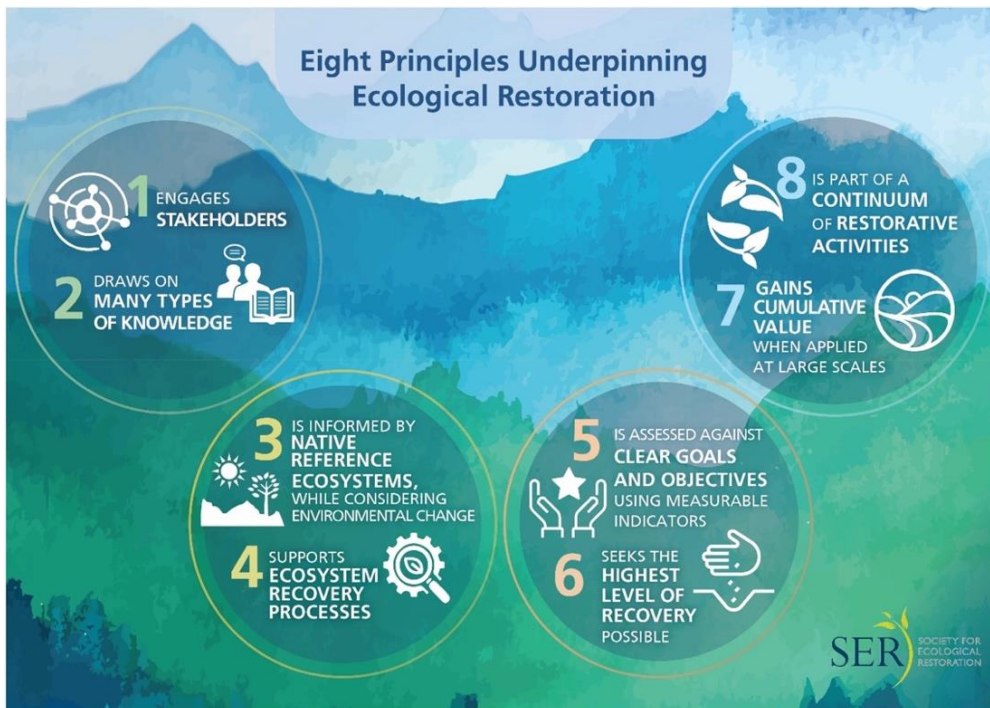 Eight Principles Underpinning
Ecological Restoration
1 ENGAGES
STAKEHOLDERS
2 DRAWS ON
MANY TYPES
OF KNOWLEDGE
3 IS INFORMED BY
NATIVE
REFERENCE
ECOSYSTEMS,
WHILE CONSIDERING
ENVIRONMENTAL CHANGE
4 SUPPORTS
ECOSYSTEM
RECOVERY
PROCESSES
5 IS ASSESSED AGAINST
CLEAR GOALS
AND OBJECTIVES
USING MEASURABLE
INDICATORS
6 SEEKS THE
HIGHEST
LEVEL OF
RECOVERY
POSSIBLE
7 GAINS
CUMULATIVE
VALUE
WHEN APPLIED
AT LARGE SCALES
8 IS PART OF A
CONTINUUM
OF RESTORATIVE
ACTIVITIES
SER
SOCIETY FOR
ECOLOGICAL
RESTORATION